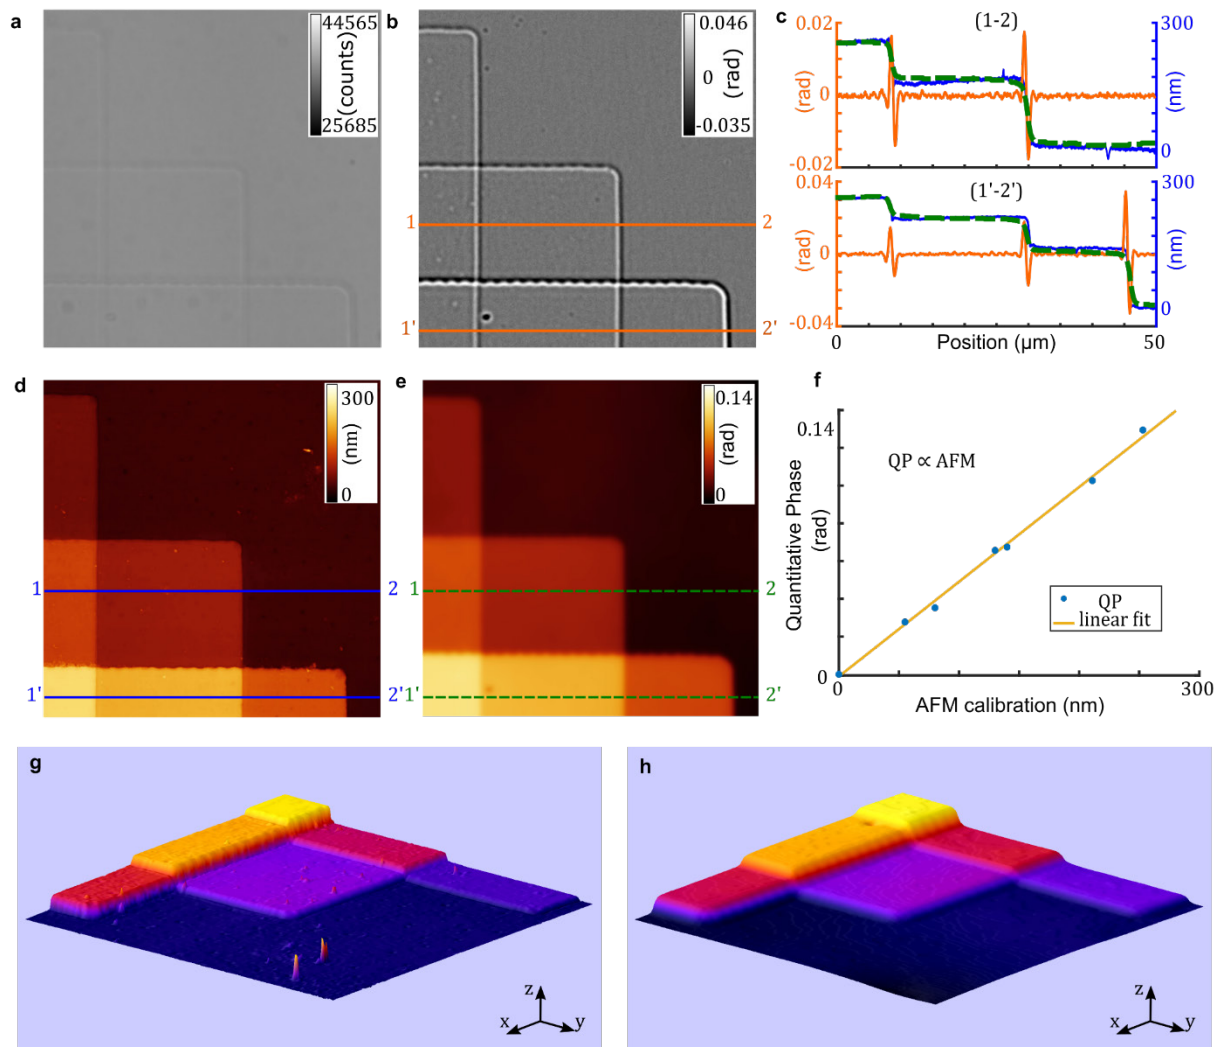 a
44565
(counts)
25685
b
0.046
0
(rad)
-0.035
1
2
1'
2'
c
(1-2)
0.02
0
-0.02
(rad)
300
0
(nm)
(1'-2')
0.04
0
-0.04
(rad)
300
0
(nm)
0
Position (µm)
50
d
300
(nm)
0
1
2
1'
2'
e
0.14
(rad)
0
1
2
1'
2'
f
0.14
Quantitative Phase
(rad)
0
QP ∝ AFM
QP
linear fit
0
300
AFM calibration (nm)
g
z
x
y
h
z
x
y